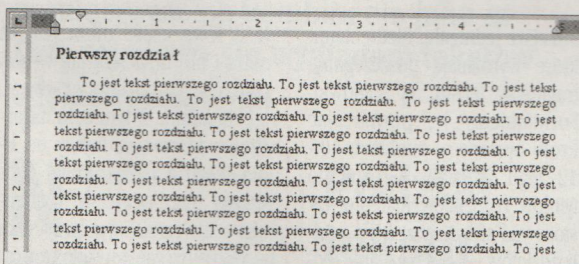 1 2 3 4 5
Pierwszy rozdział
To jest tekst pierwszego rozdziału. To jest tekst pierwszego rozdziału. To jest tekst
pierwszego rozdziału. To jest tekst pierwszego rozdziału. To jest tekst pierwszego
rozdziału. To jest tekst pierwszego rozdziału. To jest tekst pierwszego rozdziału. To jest
tekst pierwszego rozdziału. To jest tekst pierwszego rozdziału. To jest tekst pierwszego
rozdziału. To jest tekst pierwszego rozdziału. To jest tekst pierwszego rozdziału. To jest
tekst pierwszego rozdziału. To jest tekst pierwszego rozdziału. To jest tekst pierwszego
rozdziału. To jest tekst pierwszego rozdziału. To jest tekst pierwszego rozdziału. To jest
tekst pierwszego rozdziału. To jest tekst pierwszego rozdziału. To jest tekst pierwszego
rozdziału. To jest tekst pierwszego rozdziału. To jest tekst pierwszego rozdziału. To jest
tekst pierwszego rozdziału. To jest tekst pierwszego rozdziału. To jest tekst pierwszego
rozdziału. To jest tekst pierwszego rozdziału. To jest tekst pierwszego rozdziału. To jest
1
2